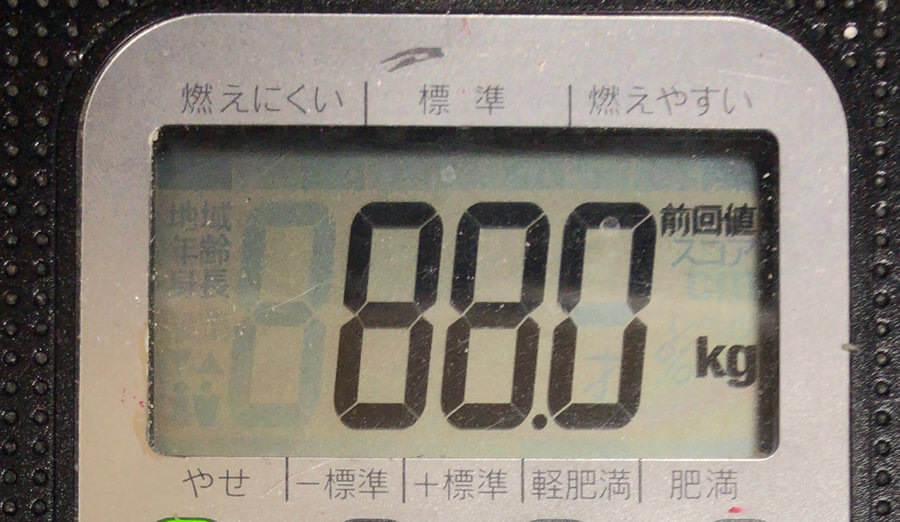 燃えにくい | 標準 | 燃えやすい
地域
年齢
身長
88.0
前回値
スコア
kg
やせ | −標準 | +標準 | 軽肥満 | 肥満